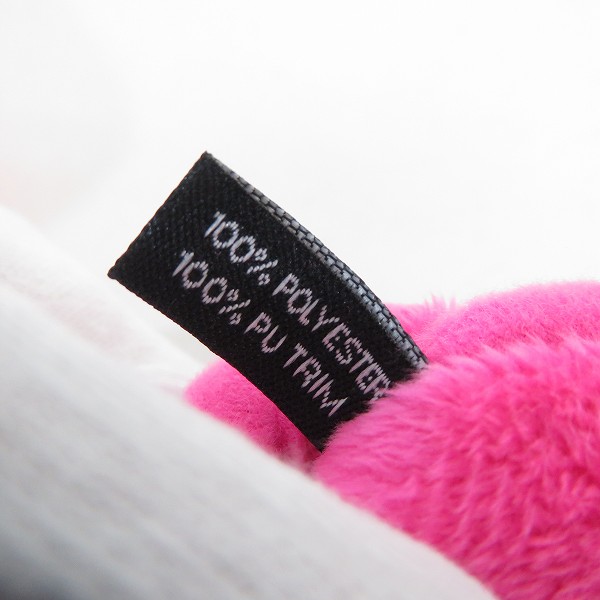 100% POLYESTER
100% PU TRIM